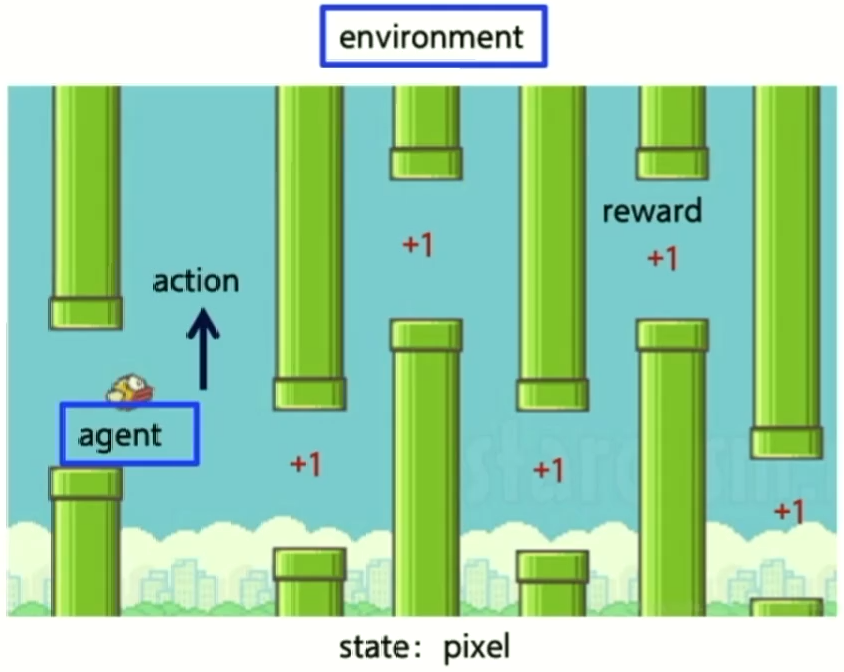 environment
reward
+1
+1
action
agent
+1
+1
+1
state: pixel